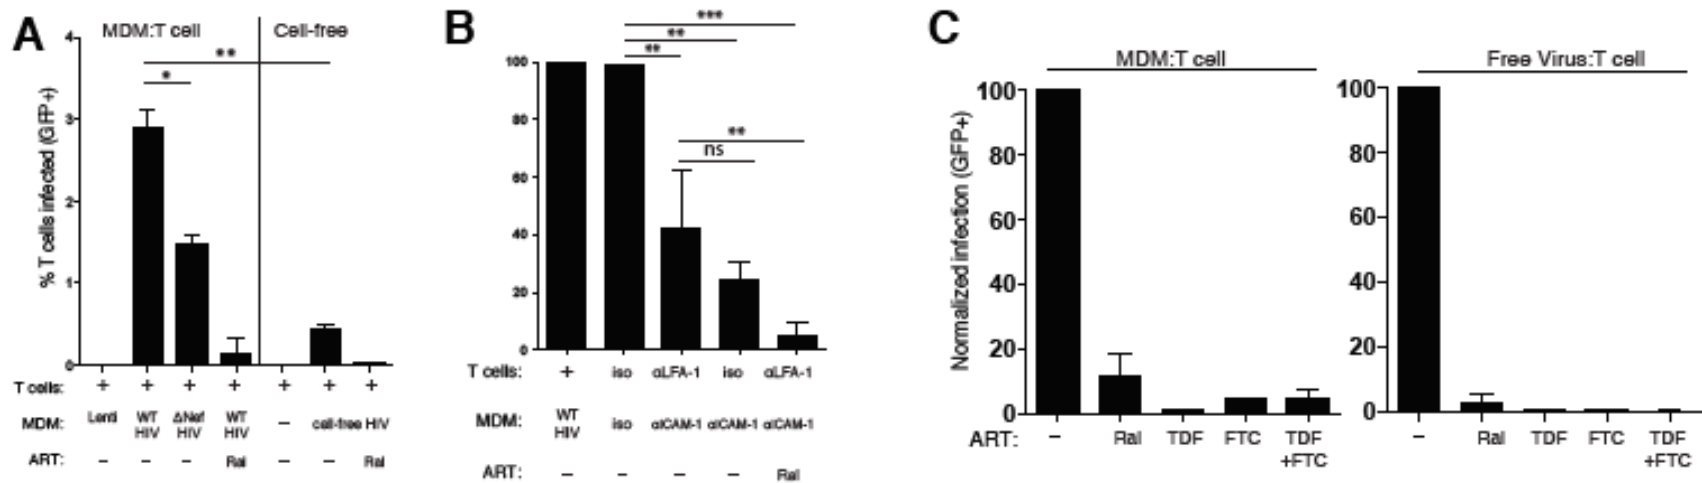 A
MDM:T cell
Cell-free
**
*
% T cells infected (GFP+)
4
3
2
1
0
T cells: + + + + + + +
MDM: Lenti WT HIV ΔNef HIV WT HIV – cell-free HIV
ART: – – – Ral – – Ral
B
***
**
**
**
ns
100
80
60
40
20
0
T cells: + iso αLFA-1 iso αLFA-1
MDM: WT HIV iso αICAM-1 αICAM-1 αICAM-1
ART: – – – – Ral
C
MDM:T cell
Normalized infection (GFP+)
100
80
60
40
20
0
ART: – Ral TDF FTC TDF
+FTC
Free Virus:T cell
100
80
60
40
20
0
– Ral TDF FTC TDF
+FTC